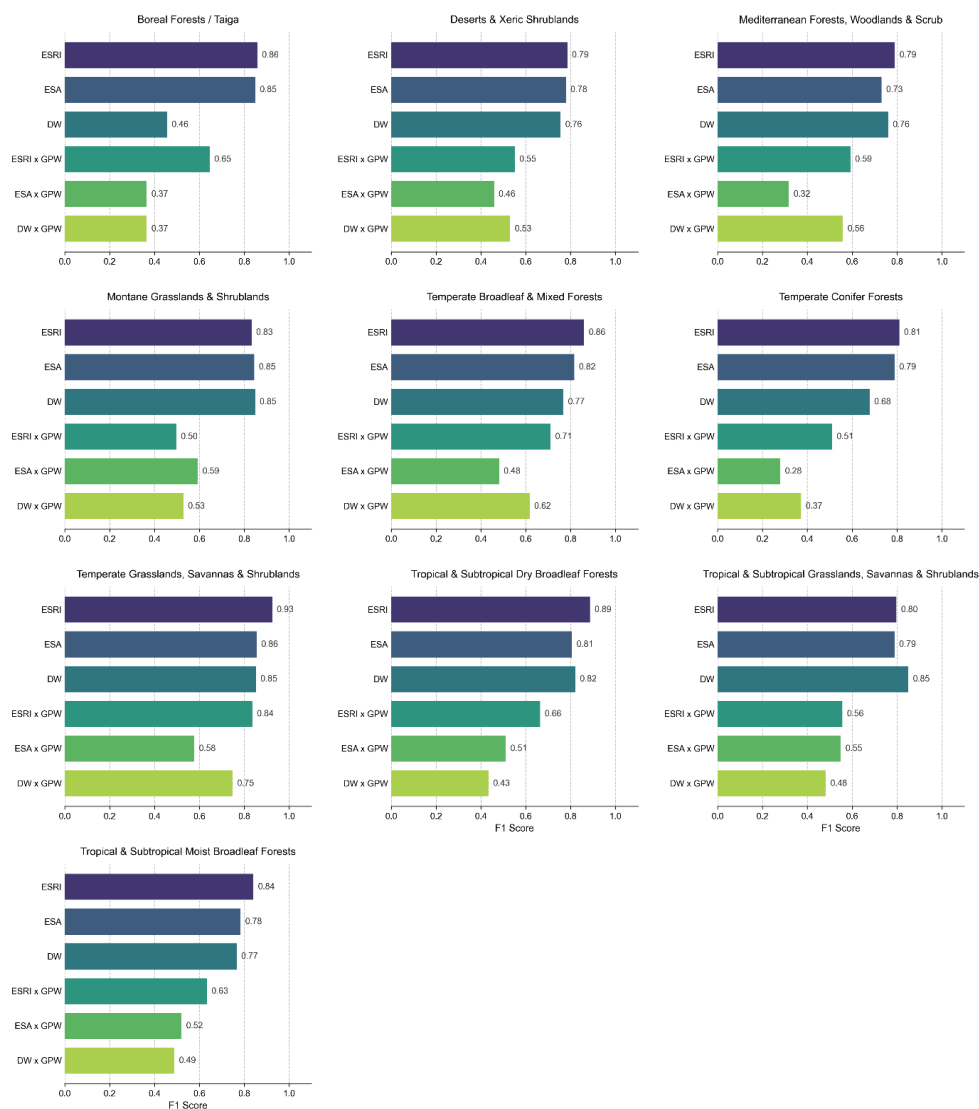 Boreal Forests / Taiga
ESRI 0.86
ESA 0.85
DW 0.46
ESRI x GPW 0.65
ESA x GPW 0.37
DW x GPW 0.37
0.0 0.2 0.4 0.6 0.8 1.0
Deserts & Xeric Shrublands
ESRI 0.79
ESA 0.78
DW 0.76
ESRI x GPW 0.55
ESA x GPW 0.46
DW x GPW 0.53
0.0 0.2 0.4 0.6 0.8 1.0
Mediterranean Forests, Woodlands & Scrub
ESRI 0.79
ESA 0.73
DW 0.76
ESRI x GPW 0.59
ESA x GPW 0.32
DW x GPW 0.56
0.0 0.2 0.4 0.6 0.8 1.0
Montane Grasslands & Shrublands
ESRI 0.83
ESA 0.85
DW 0.85
ESRI x GPW 0.50
ESA x GPW 0.59
DW x GPW 0.53
0.0 0.2 0.4 0.6 0.8 1.0
Temperate Broadleaf & Mixed Forests
ESRI 0.86
ESA 0.82
DW 0.77
ESRI x GPW 0.71
ESA x GPW 0.48
DW x GPW 0.62
0.0 0.2 0.4 0.6 0.8 1.0
Temperate Conifer Forests
ESRI 0.81
ESA 0.79
DW 0.68
ESRI x GPW 0.51
ESA x GPW 0.28
DW x GPW 0.37
0.0 0.2 0.4 0.6 0.8 1.0
Temperate Grasslands, Savannas & Shrublands
ESRI 0.93
ESA 0.86
DW 0.85
ESRI x GPW 0.84
ESA x GPW 0.58
DW x GPW 0.75
0.0 0.2 0.4 0.6 0.8 1.0
Tropical & Subtropical Dry Broadleaf Forests
ESRI 0.89
ESA 0.81
DW 0.82
ESRI x GPW 0.66
ESA x GPW 0.51
DW x GPW 0.43
0.0 0.2 0.4 0.6 0.8 1.0
F1 Score
Tropical & Subtropical Grasslands, Savannas & Shrublands
ESRI 0.80
ESA 0.79
DW 0.85
ESRI x GPW 0.56
ESA x GPW 0.55
DW x GPW 0.48
0.0 0.2 0.4 0.6 0.8 1.0
F1 Score
Tropical & Subtropical Moist Broadleaf Forests
ESRI 0.84
ESA 0.78
DW 0.77
ESRI x GPW 0.63
ESA x GPW 0.52
DW x GPW 0.49
0.0 0.2 0.4 0.6 0.8 1.0
F1 Score